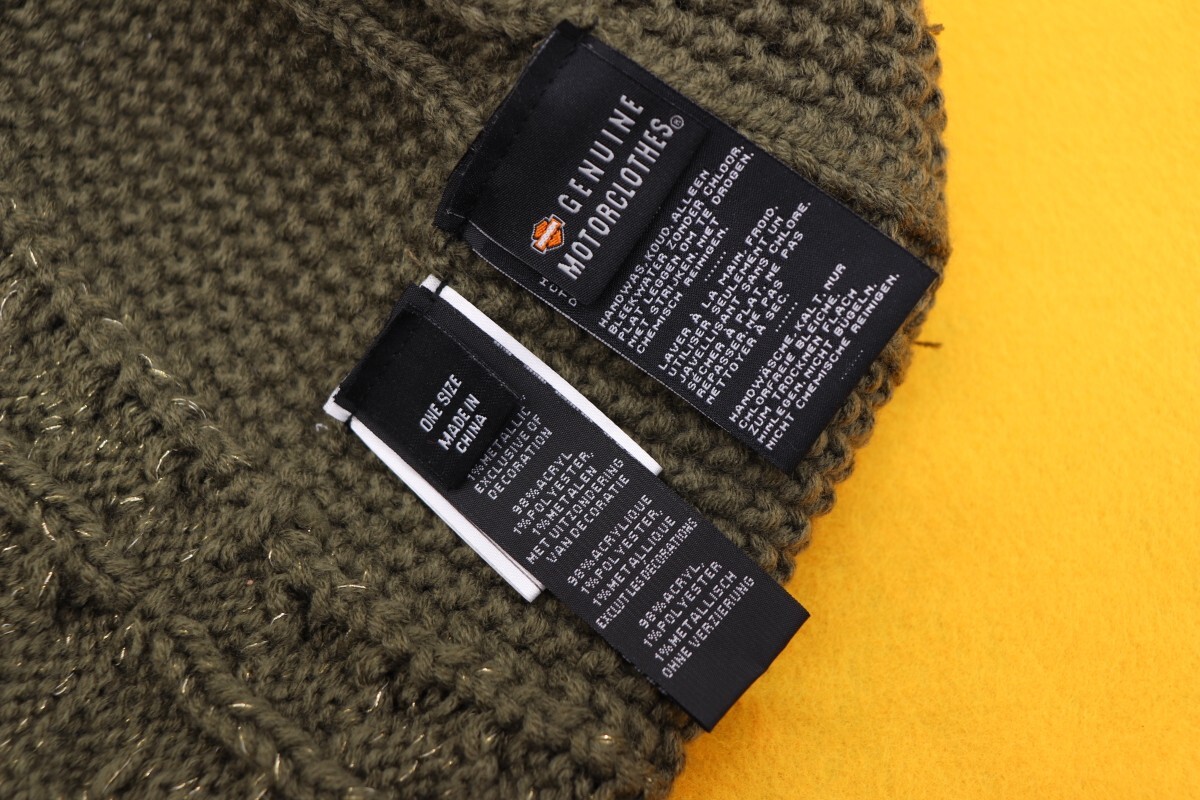 GENUINE
MOTORCLOTHES®
HANDWAS, KOUD. ALLEEN
BLEEKWATER ZONDER CHLOOR.
PLAT LEGGEN OM TE DROGEN.
NIET STRIJKEN. NIET
CHEMISCH REINIGEN.
LAVER À LA MAIN, FROID.
UTILISER SEULEMENT UN
JAVELLISANT SANS CHLORE.
SÉCHER À PLAT. NE PAS
REPASSER. NE PAS
NETTOYER À SEC.
HANDWÄSCHE, KALT. NUR
CHLORFREIE BLEICHE.
ZUM TROCKNEN FLACH
HINLEGEN. NICHT BÜGELN.
NICHT CHEMISCHE REINIGEN.
ONE SIZE
MADE IN
CHINA
1% METALLIC
EXCLUSIVE OF
DECORATION
98% ACRYL
1% POLYESTER,
1% METALEN
MET UITZONDERING
VAN DECORATIE
98% ACRYLIQUE
1% POLYESTER,
1% METALLIQUE
EXCLUT LES DÉCORATIONS
98% ACRYL,
1% POLYESTER
1% METALLISCH
OHNE VERZIERUNG